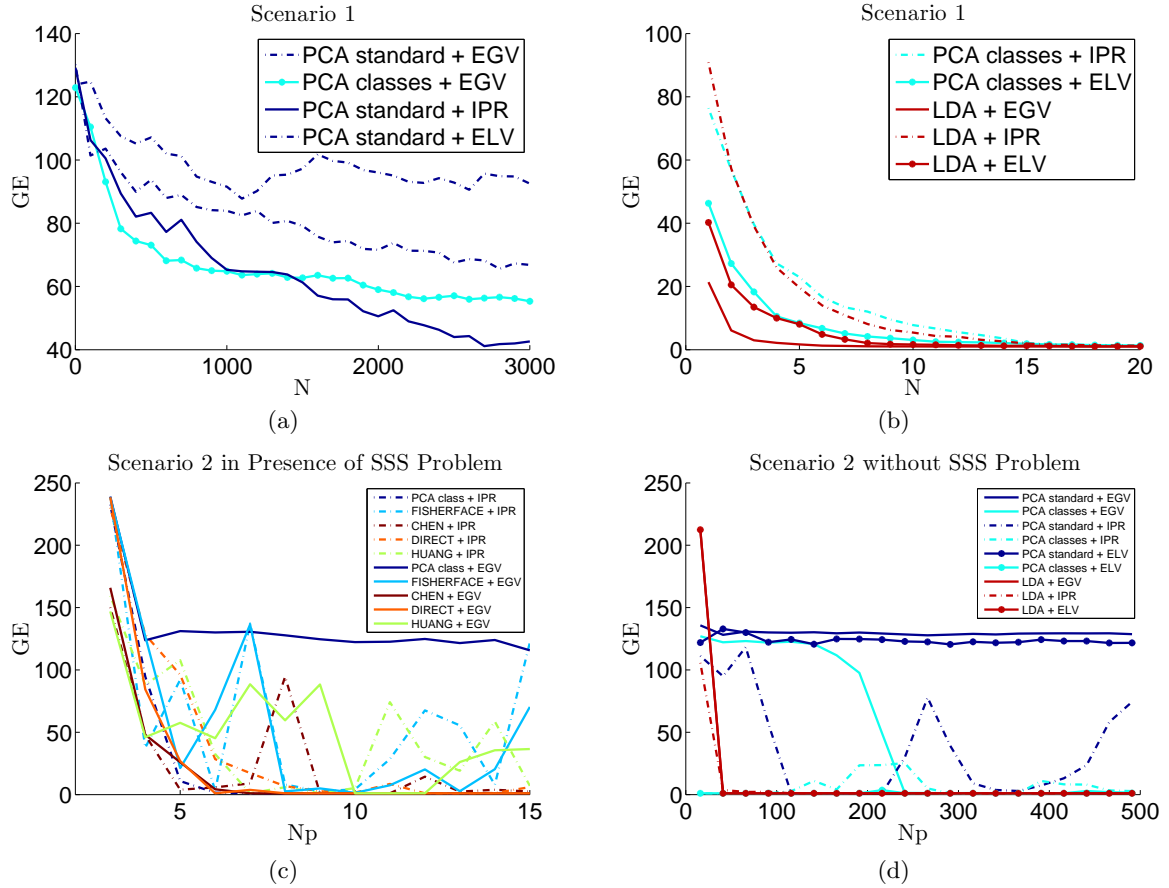 Scenario 1
140
120
100
80
60
40
0
1000
2000
3000
GE
N
PCA standard + EGV
PCA classes + EGV
PCA standard + IPR
PCA standard + ELV
(a)
Scenario 1
100
80
60
40
20
0
0
5
10
15
20
GE
N
PCA classes + IPR
PCA classes + ELV
LDA + EGV
LDA + IPR
LDA + ELV
(b)
Scenario 2 in Presence of SSS Problem
250
200
150
100
50
0
5
10
15
GE
Np
PCA class + IPR
FISHERFACE + IPR
CHEN + IPR
DIRECT + IPR
HUANG + IPR
PCA class + EGV
FISHERFACE + EGV
CHEN + EGV
DIRECT + EGV
HUANG + EGV
(c)
Scenario 2 without SSS Problem
250
200
150
100
50
0
0
100
200
300
400
500
GE
Np
PCA standard + EGV
PCA classes + EGV
PCA standard + IPR
PCA classes + IPR
PCA standard + ELV
PCA classes + ELV
LDA + EGV
LDA + IPR
LDA + ELV
(d)